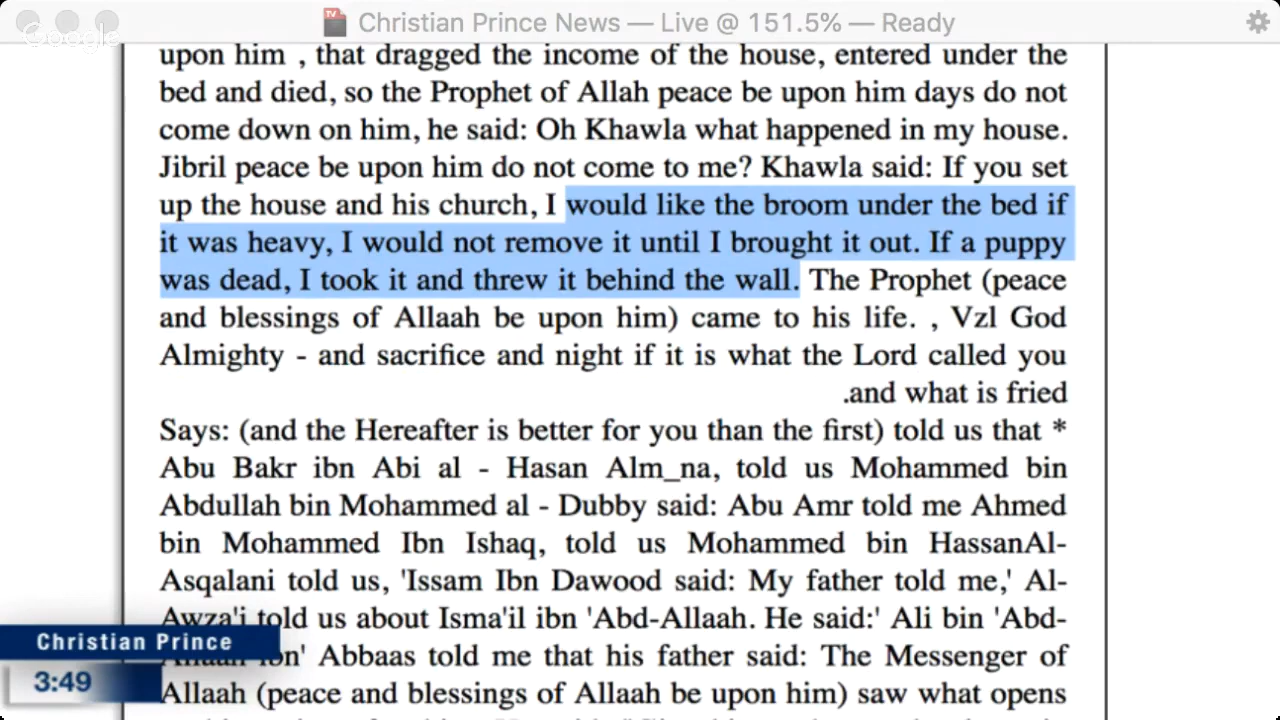 Christian Prince News — Live @ 151.5% — Ready
Google
upon him , that dragged the income of the house, entered under the
bed and died, so the Prophet of Allah peace be upon him days do not
come down on him, he said: Oh Khawla what happened in my house.
Jibril peace be upon him do not come to me? Khawla said: If you set
up the house and his church, I would like the broom under the bed if
it was heavy, I would not remove it until I brought it out. If a puppy
was dead, I took it and threw it behind the wall. The Prophet (peace
and blessings of Allaah be upon him) came to his life. , Vzl God
Almighty - and sacrifice and night if it is what the Lord called you
.and what is fried
Says: (and the Hereafter is better for you than the first) told us that *
Abu Bakr ibn Abi al - Hasan Alm_na, told us Mohammed bin
Abdullah bin Mohammed al - Dubby said: Abu Amr told me Ahmed
bin Mohammed Ibn Ishaq, told us Mohammed bin HassanAl-
Asqalani told us, 'Issam Ibn Dawood said: My father told me,' Al-
Awza'i told us about Isma'il ibn 'Abd-Allaah. He said:' Ali bin 'Abd-
Allaah ibn' Abbaas told me that his father said: The Messenger of
Allaah (peace and blessings of Allaah be upon him) saw what opens
Christian Prince
3:49